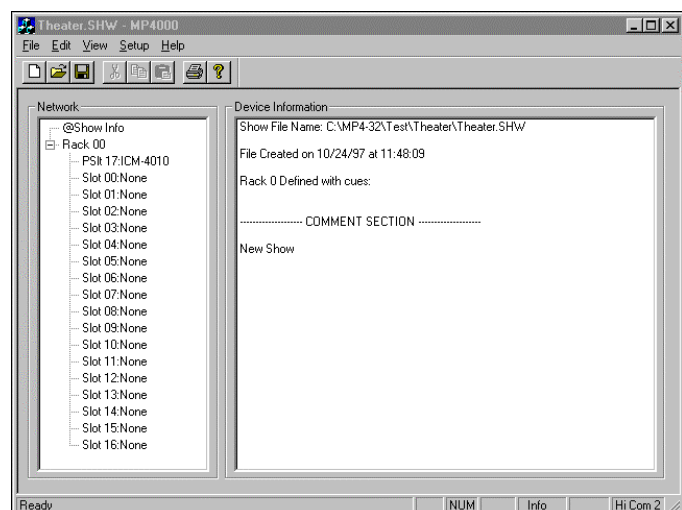 Theater.SHW - MP4000
File Edit View Setup Help
Network
@Show Info
Rack 00
PSlt 17:ICM-4010
Slot 00:None
Slot 01:None
Slot 02:None
Slot 03:None
Slot 04:None
Slot 05:None
Slot 06:None
Slot 07:None
Slot 08:None
Slot 09:None
Slot 10:None
Slot 11:None
Slot 12:None
Slot 13:None
Slot 14:None
Slot 15:None
Slot 16:None
Device Information
Show File Name: C:\MP4-32\Test\Theater\Theater.SHW
File Created on 10/24/97 at 11:48:09
Rack 0 Defined with cues:
------------------- COMMENT SECTION -------------------
New Show
Ready NUM Info Hi Com 2